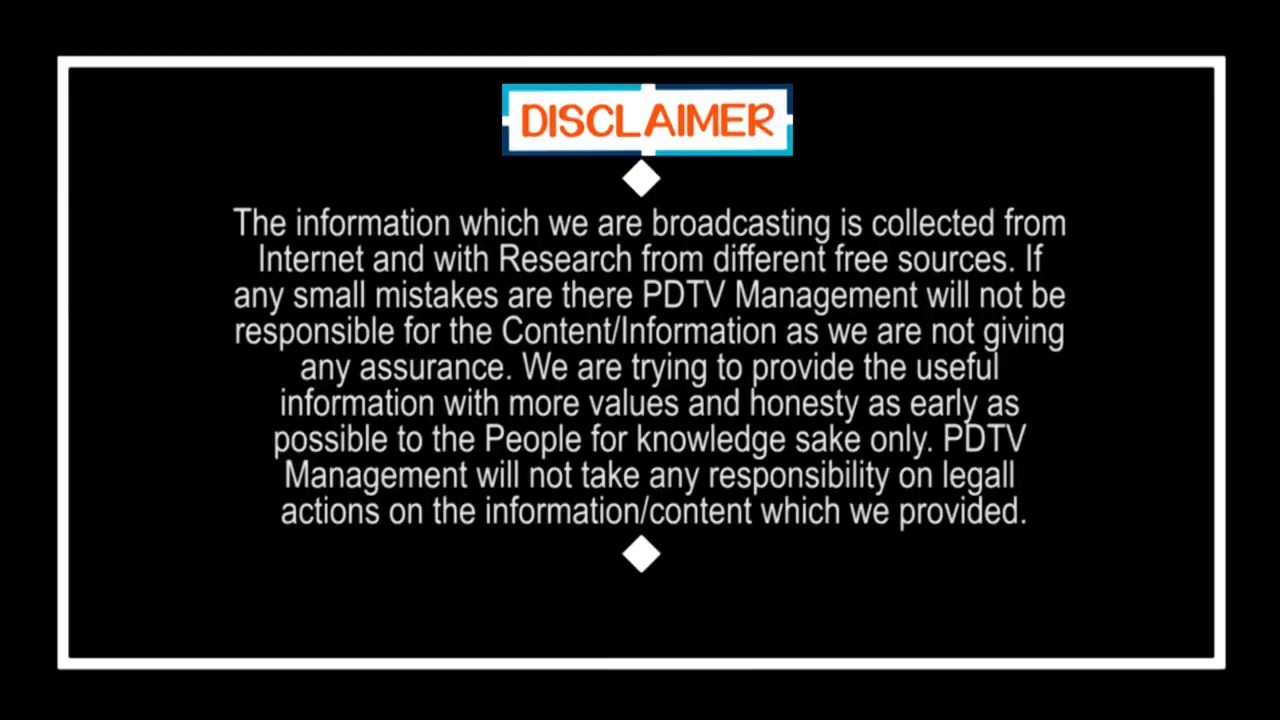 DISCLAIMER
The information which we are broadcasting is collected from
Internet and with Research from different free sources. If
any small mistakes are there PDTV Management will not be
responsible for the Content/Information as we are not giving
any assurance. We are trying to provide the useful
information with more values and honesty as early as
possible to the People for knowledge sake only. PDTV
Management will not take any responsibility on legall
actions on the information/content which we provided.